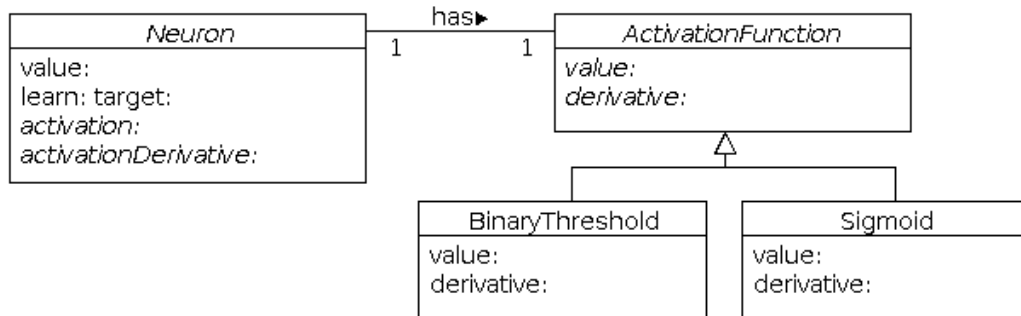 has▶
Neuron
1
1
ActivationFunction
value:
learn: target:
activation:
activationDerivative:
value:
derivative:
BinaryThreshold
value:
derivative:
Sigmoid
value:
derivative: